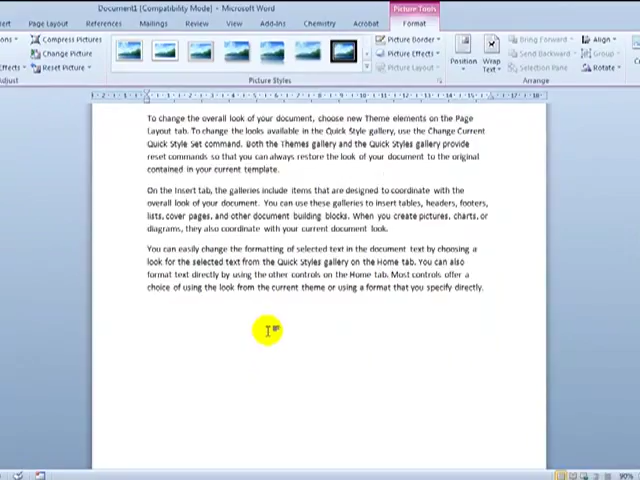 Document1 [Compatibility Mode] - Microsoft Word
Picture Tools
Page Layout
References
Mailings
Review
View
Add-Ins
Chemistry
Acrobat
Format
Compress Pictures
Change Picture
Reset Picture
Picture Styles
Picture Border
Picture Effects
Picture Layout
Position
Wrap Text
Bring Forward
Send Backward
Selection Pane
Align
Group
Rotate
Arrange
To change the overall look of your document, choose new Theme elements on the Page
Layout tab. To change the looks available in the Quick Style gallery, use the Change Current
Quick Style Set command. Both the Themes gallery and the Quick Styles gallery provide
reset commands so that you can always restore the look of your document to the original
contained in your current template.
On the Insert tab, the galleries include items that are designed to coordinate with the
overall look of your document. You can use these galleries to insert tables, headers, footers,
lists, cover pages, and other document building blocks. When you create pictures, charts, or
diagrams, they also coordinate with your current document look.
You can easily change the formatting of selected text in the document text by choosing a
look for the selected text from the Quick Styles gallery on the Home tab. You can also
format text directly by using the other controls on the Home tab. Most controls offer a
choice of using the look from the current theme or using a format that you specify directly.
90%